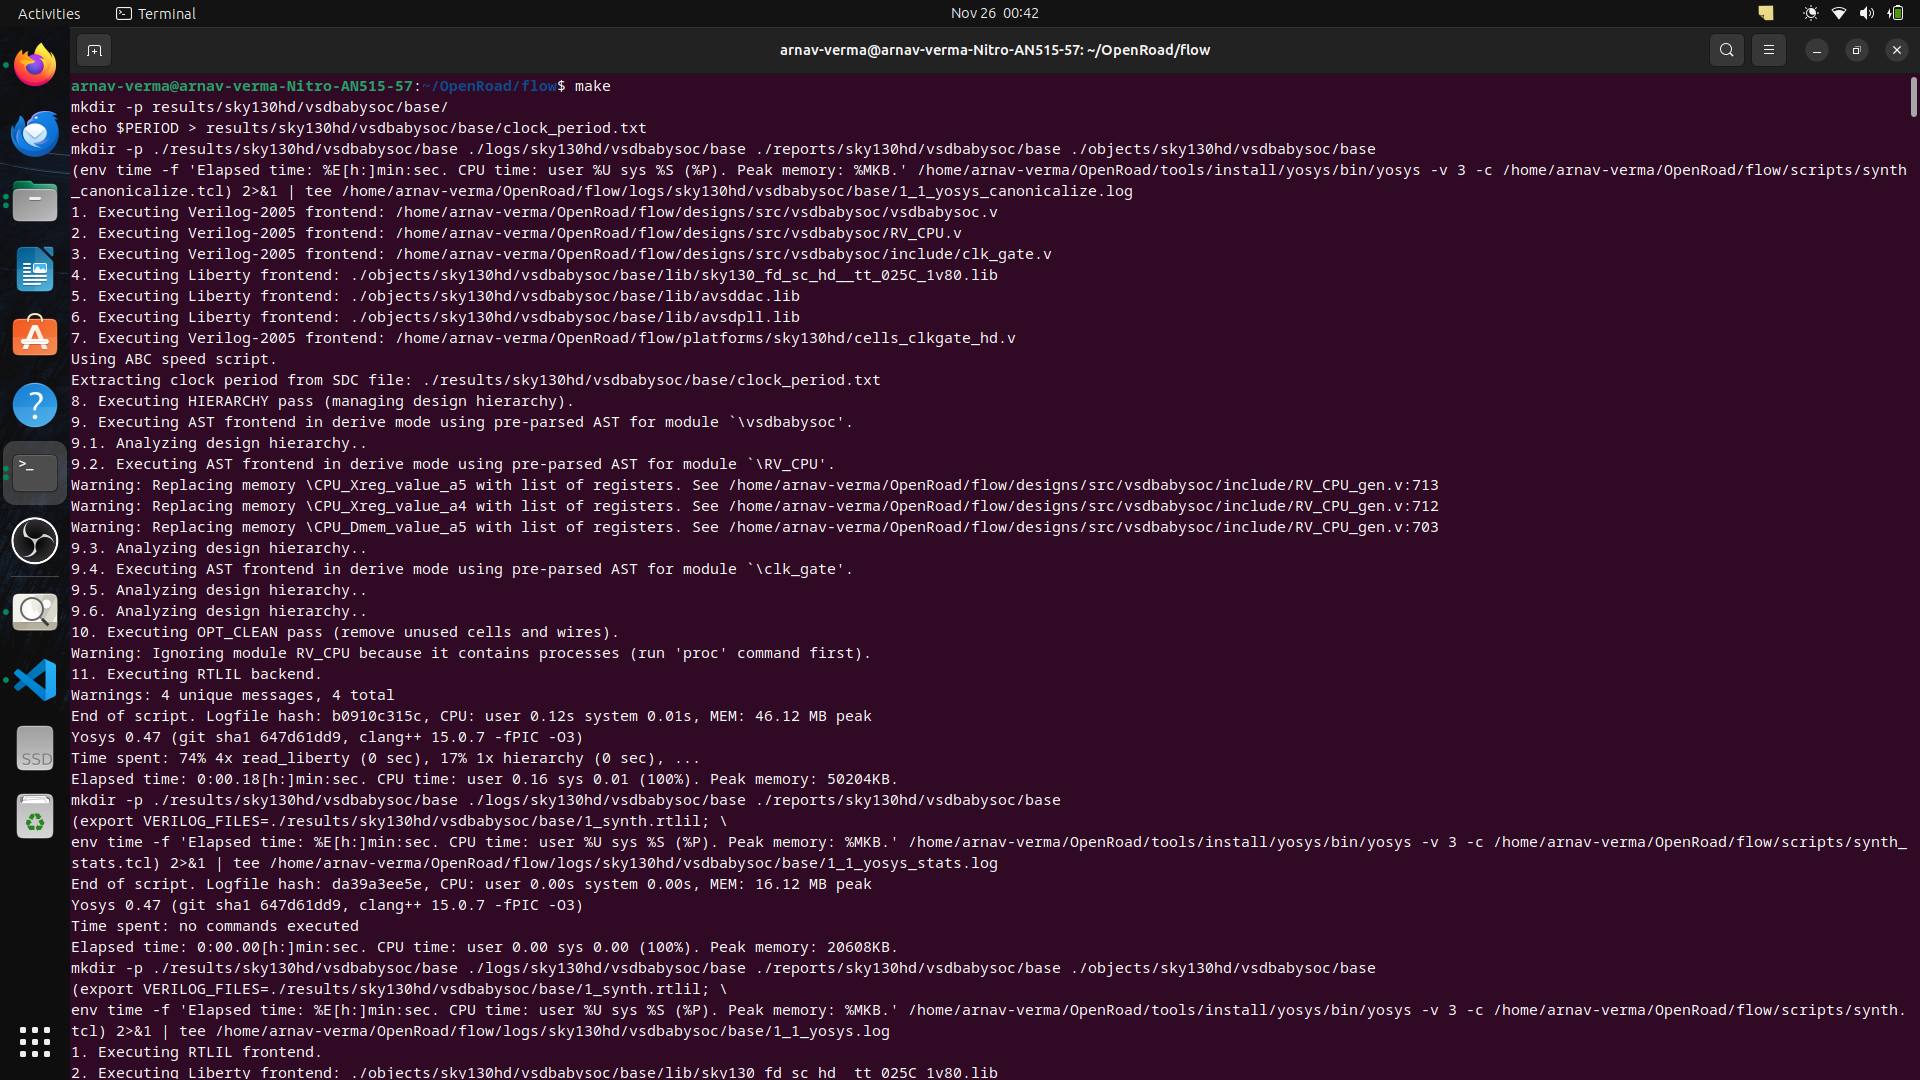 Activities
Terminal
Nov 26 00:42
arnav-verma@arnav-verma-Nitro-AN515-57: ~/OpenRoad/flow
arnav-verma@arnav-verma-Nitro-AN515-57:~/OpenRoad/flow$ make
mkdir -p results/sky130hd/vsdbabysoc/base/
echo $PERIOD > results/sky130hd/vsdbabysoc/base/clock_period.txt
mkdir -p ./results/sky130hd/vsdbabysoc/base ./logs/sky130hd/vsdbabysoc/base ./reports/sky130hd/vsdbabysoc/base ./objects/sky130hd/vsdbabysoc/base
(env time -f 'Elapsed time: %E[h:]min:sec. CPU time: user %U sys %S (%P). Peak memory: %MKB.' /home/arnav-verma/OpenRoad/tools/install/yosys/bin/yosys -v 3 -c /home/arnav-verma/OpenRoad/flow/scripts/synth
_canonicalize.tcl) 2>&1 | tee /home/arnav-verma/OpenRoad/flow/logs/sky130hd/vsdbabysoc/base/1_1_yosys_canonicalize.log
1. Executing Verilog-2005 frontend: /home/arnav-verma/OpenRoad/flow/designs/src/vsdbabysoc/vsdbabysoc.v
2. Executing Verilog-2005 frontend: /home/arnav-verma/OpenRoad/flow/designs/src/vsdbabysoc/RV_CPU.v
3. Executing Verilog-2005 frontend: /home/arnav-verma/OpenRoad/flow/designs/src/vsdbabysoc/include/clk_gate.v
4. Executing Liberty frontend: ./objects/sky130hd/vsdbabysoc/base/lib/sky130_fd_sc_hd__tt_025C_1v80.lib
5. Executing Liberty frontend: ./objects/sky130hd/vsdbabysoc/base/lib/avsddac.lib
6. Executing Liberty frontend: ./objects/sky130hd/vsdbabysoc/base/lib/avsdpll.lib
7. Executing Verilog-2005 frontend: /home/arnav-verma/OpenRoad/flow/platforms/sky130hd/cells_clkgate_hd.v
Using ABC speed script.
Extracting clock period from SDC file: ./results/sky130hd/vsdbabysoc/base/clock_period.txt
8. Executing HIERARCHY pass (managing design hierarchy).
9. Executing AST frontend in derive mode using pre-parsed AST for module `\vsdbabysoc'.
9.1. Analyzing design hierarchy..
9.2. Executing AST frontend in derive mode using pre-parsed AST for module `\RV_CPU'.
Warning: Replacing memory \CPU_Xreg_value_a5 with list of registers. See /home/arnav-verma/OpenRoad/flow/designs/src/vsdbabysoc/include/RV_CPU_gen.v:713
Warning: Replacing memory \CPU_Xreg_value_a4 with list of registers. See /home/arnav-verma/OpenRoad/flow/designs/src/vsdbabysoc/include/RV_CPU_gen.v:712
Warning: Replacing memory \CPU_Dmem_value_a5 with list of registers. See /home/arnav-verma/OpenRoad/flow/designs/src/vsdbabysoc/include/RV_CPU_gen.v:703
9.3. Analyzing design hierarchy..
9.4. Executing AST frontend in derive mode using pre-parsed AST for module `\clk_gate'.
9.5. Analyzing design hierarchy..
9.6. Analyzing design hierarchy..
10. Executing OPT_CLEAN pass (remove unused cells and wires).
Warning: Ignoring module RV_CPU because it contains processes (run 'proc' command first).
11. Executing RTLIL backend.
Warnings: 4 unique messages, 4 total
End of script. Logfile hash: b0910c315c, CPU: user 0.12s system 0.01s, MEM: 46.12 MB peak
Yosys 0.47 (git sha1 647d61dd9, clang++ 15.0.7 -fPIC -O3)
Time spent: 74% 4x read_liberty (0 sec), 17% 1x hierarchy (0 sec), ...
Elapsed time: 0:00.18[h:]min:sec. CPU time: user 0.16 sys 0.01 (100%). Peak memory: 50204KB.
mkdir -p ./results/sky130hd/vsdbabysoc/base ./logs/sky130hd/vsdbabysoc/base ./reports/sky130hd/vsdbabysoc/base
(export VERILOG_FILES=./results/sky130hd/vsdbabysoc/base/1_synth.rtlil; \
env time -f 'Elapsed time: %E[h:]min:sec. CPU time: user %U sys %S (%P). Peak memory: %MKB.' /home/arnav-verma/OpenRoad/tools/install/yosys/bin/yosys -v 3 -c /home/arnav-verma/OpenRoad/flow/scripts/synth_
stats.tcl) 2>&1 | tee /home/arnav-verma/OpenRoad/flow/logs/sky130hd/vsdbabysoc/base/1_1_yosys_stats.log
End of script. Logfile hash: da39a3ee5e, CPU: user 0.00s system 0.00s, MEM: 16.12 MB peak
Yosys 0.47 (git sha1 647d61dd9, clang++ 15.0.7 -fPIC -O3)
Time spent: no commands executed
Elapsed time: 0:00.00[h:]min:sec. CPU time: user 0.00 sys 0.00 (100%). Peak memory: 20608KB.
mkdir -p ./results/sky130hd/vsdbabysoc/base ./logs/sky130hd/vsdbabysoc/base ./reports/sky130hd/vsdbabysoc/base ./objects/sky130hd/vsdbabysoc/base
(export VERILOG_FILES=./results/sky130hd/vsdbabysoc/base/1_synth.rtlil; \
env time -f 'Elapsed time: %E[h:]min:sec. CPU time: user %U sys %S (%P). Peak memory: %MKB.' /home/arnav-verma/OpenRoad/tools/install/yosys/bin/yosys -v 3 -c /home/arnav-verma/OpenRoad/flow/scripts/synth.
tcl) 2>&1 | tee /home/arnav-verma/OpenRoad/flow/logs/sky130hd/vsdbabysoc/base/1_1_yosys.log
1. Executing RTLIL frontend.
2. Executing Liberty frontend: ./objects/sky130hd/vsdbabysoc/base/lib/sky130_fd_sc_hd__tt_025C_1v80.lib
SSD